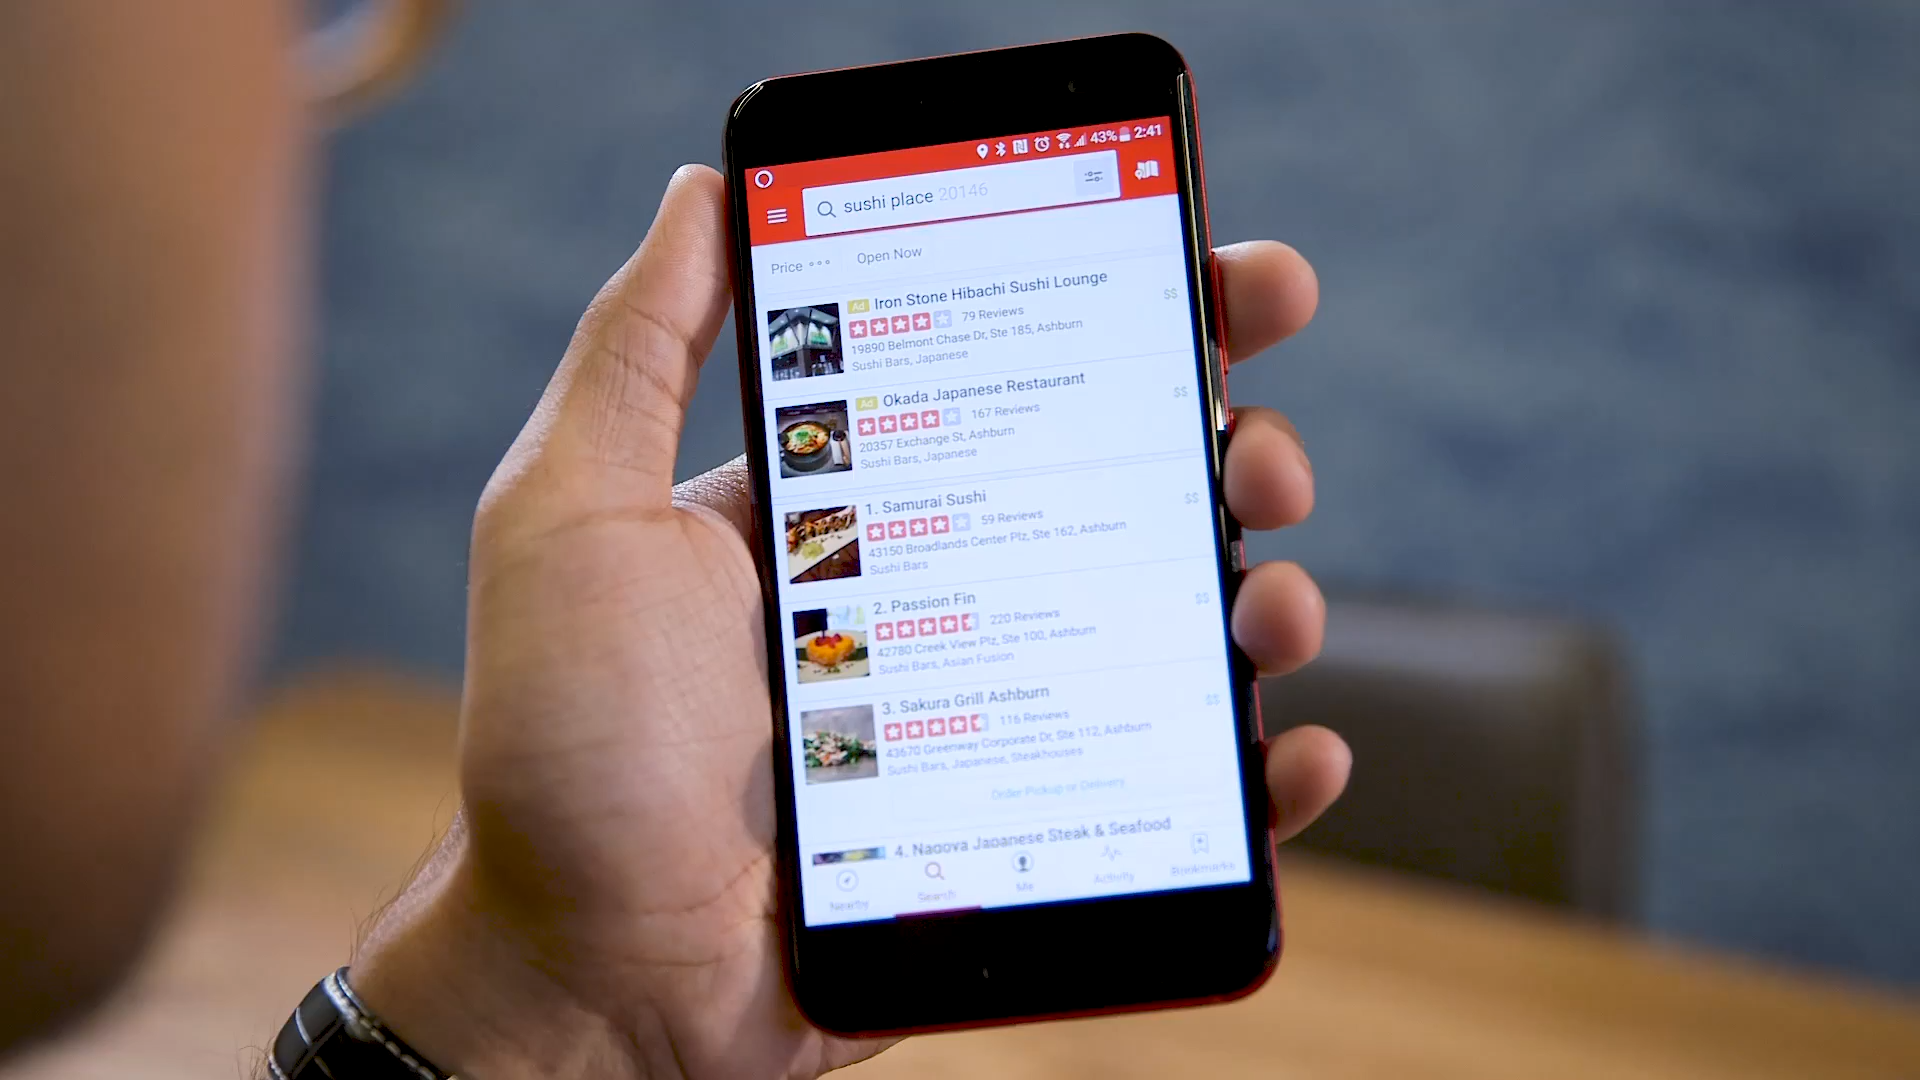 43% 2:41
sushi place 20146
Price Open Now
Ad Iron Stone Hibachi Sushi Lounge
79 Reviews $$
19890 Belmont Chase Dr, Ste 185, Ashburn
Sushi Bars, Japanese
Ad Okada Japanese Restaurant
167 Reviews $$
20357 Exchange St, Ashburn
Sushi Bars, Japanese
1. Samurai Sushi
59 Reviews $$
43150 Broadlands Center Plz, Ste 162, Ashburn
Sushi Bars
2. Passion Fin
220 Reviews $$
42780 Creek View Plz, Ste 100, Ashburn
Sushi Bars, Asian Fusion
3. Sakura Grill Ashburn
116 Reviews $$
43670 Greenway Corporate Dr, Ste 112, Ashburn
Sushi Bars, Japanese, Steakhouses
Order Pickup or Delivery
4. Nagoya Japanese Steak & Seafood
Nearby Search Me Activity Bookmarks